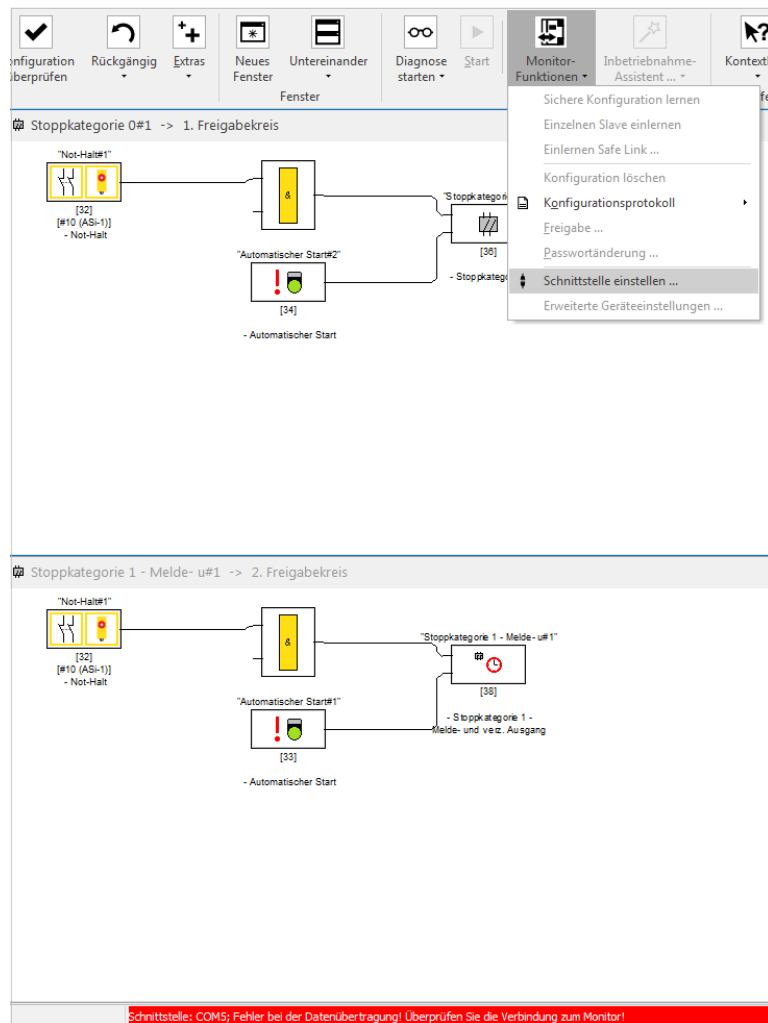 onfiguration
überprüfen
Rückgängig
Extras
Neues
Fenster
Untereinander
Fenster
Diagnose
starten
Start
Monitor-
Funktionen
Inbetriebnahme-
Assistent ...
Kontext
Sichere Konfiguration lernen
Einzelnen Slave einlernen
Einlernen Safe Link ...
Konfiguration löschen
Konfigurationsprotokoll
Freigabe ...
Passwortänderung ...
Schnittstelle einstellen ...
Erweiterte Geräteeinstellungen ...
Stoppkategorie 0#1 -> 1. Freigabekreis
"Not-Halt#1"
[32]
[#10 (ASi-1)]
- Not-Halt
&
"Stoppkategori
[36]
- Stoppkatego
"Automatischer Start#2"
[34]
- Automatischer Start
Stoppkategorie 1 - Melde- u#1 -> 2. Freigabekreis
"Not-Halt#1"
[32]
[#10 (ASi-1)]
- Not-Halt
&
"Stoppkategorie 1 - Melde- u#1"
[38]
- Stoppkategorie 1 -
Melde- und verz. Ausgang
"Automatischer Start#1"
[33]
- Automatischer Start
Schnittstelle: COM5; Fehler bei der Datenübertragung! Überprüfen Sie die Verbindung zum Monitor!